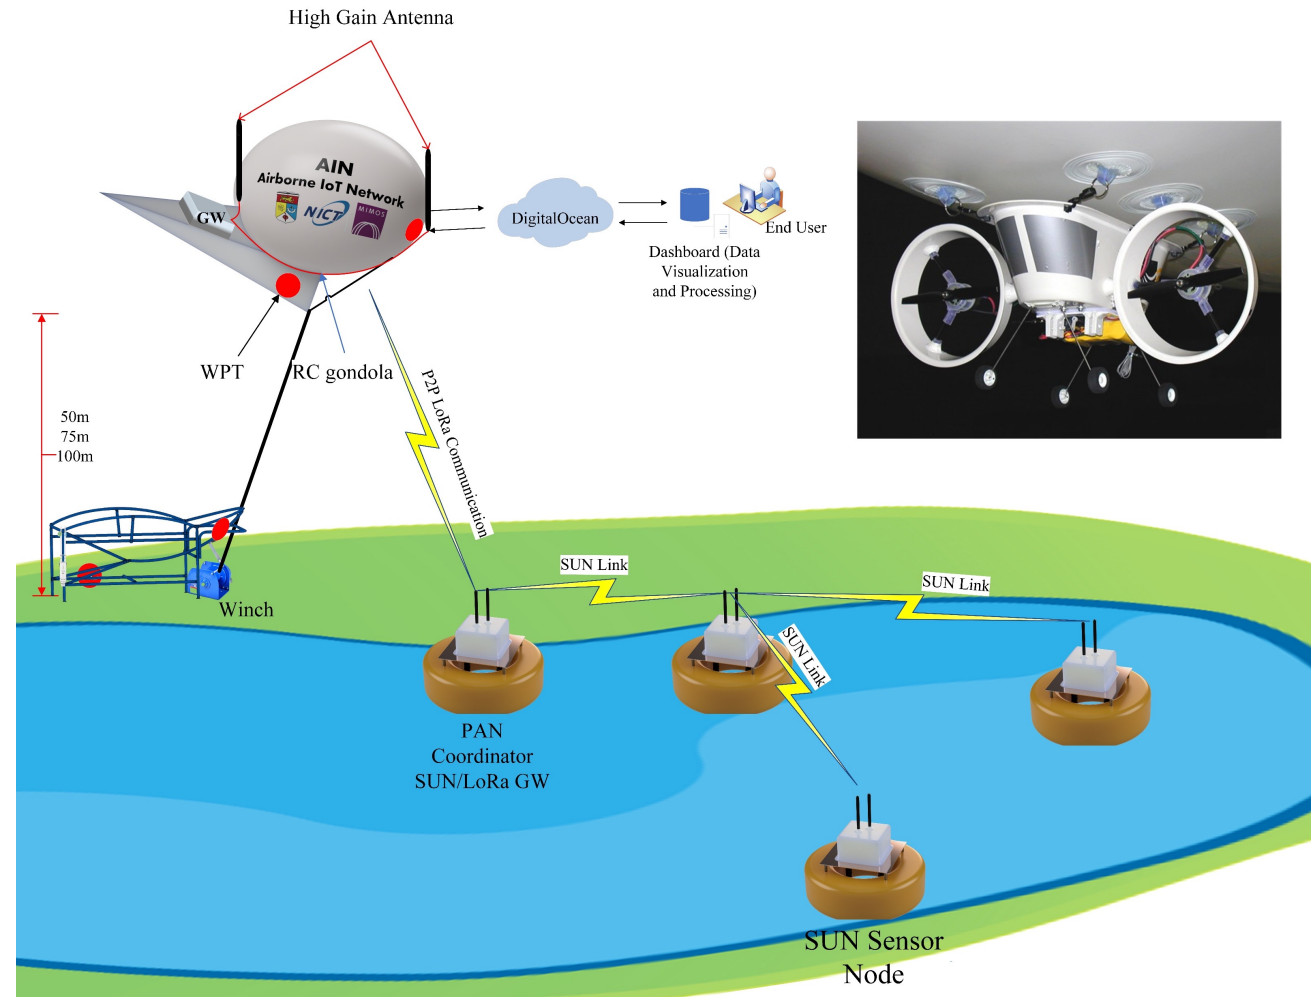 High Gain Antenna
AIN
Airborne IoT Network
NICT
MIMOS
GW
DigitalOcean
End User
Dashboard (Data
Visualization
and Processing)
WPT
RC gondola
P2P LoRa Communication
50m
75m
100m
Winch
SUN Link
SUN Link
SUN Link
PAN
Coordinator
SUN/LoRa GW
SUN Sensor
Node